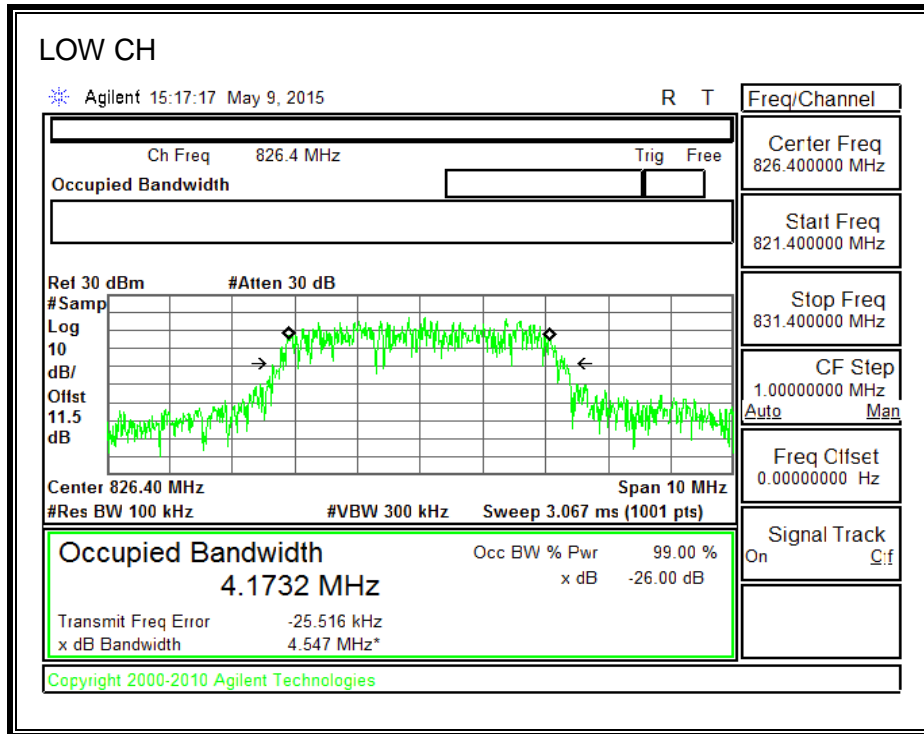 LOW CH
Agilent 15:17:17 May 9, 2015 R T
Freq/Channel
Ch Freq 826.4 MHz Trig Free
Occupied Bandwidth
Center Freq
826.400000 MHz
Start Freq
821.400000 MHz
Stop Freq
831.400000 MHz
CF Step
1.00000000 MHz
Auto Man
Freq Offset
0.00000000 Hz
Signal Track
On Off
Ref 30 dBm #Atten 30 dB
#Samp
Log
10
dB/
Offst
11.5
dB
Center 826.40 MHz Span 10 MHz
#Res BW 100 kHz #VBW 300 kHz Sweep 3.067 ms (1001 pts)
Occupied Bandwidth
4.1732 MHz
Occ BW % Pwr 99.00 %
x dB -26.00 dB
Transmit Freq Error -25.516 kHz
x dB Bandwidth 4.547 MHz*
Copyright 2000-2010 Agilent Technologies